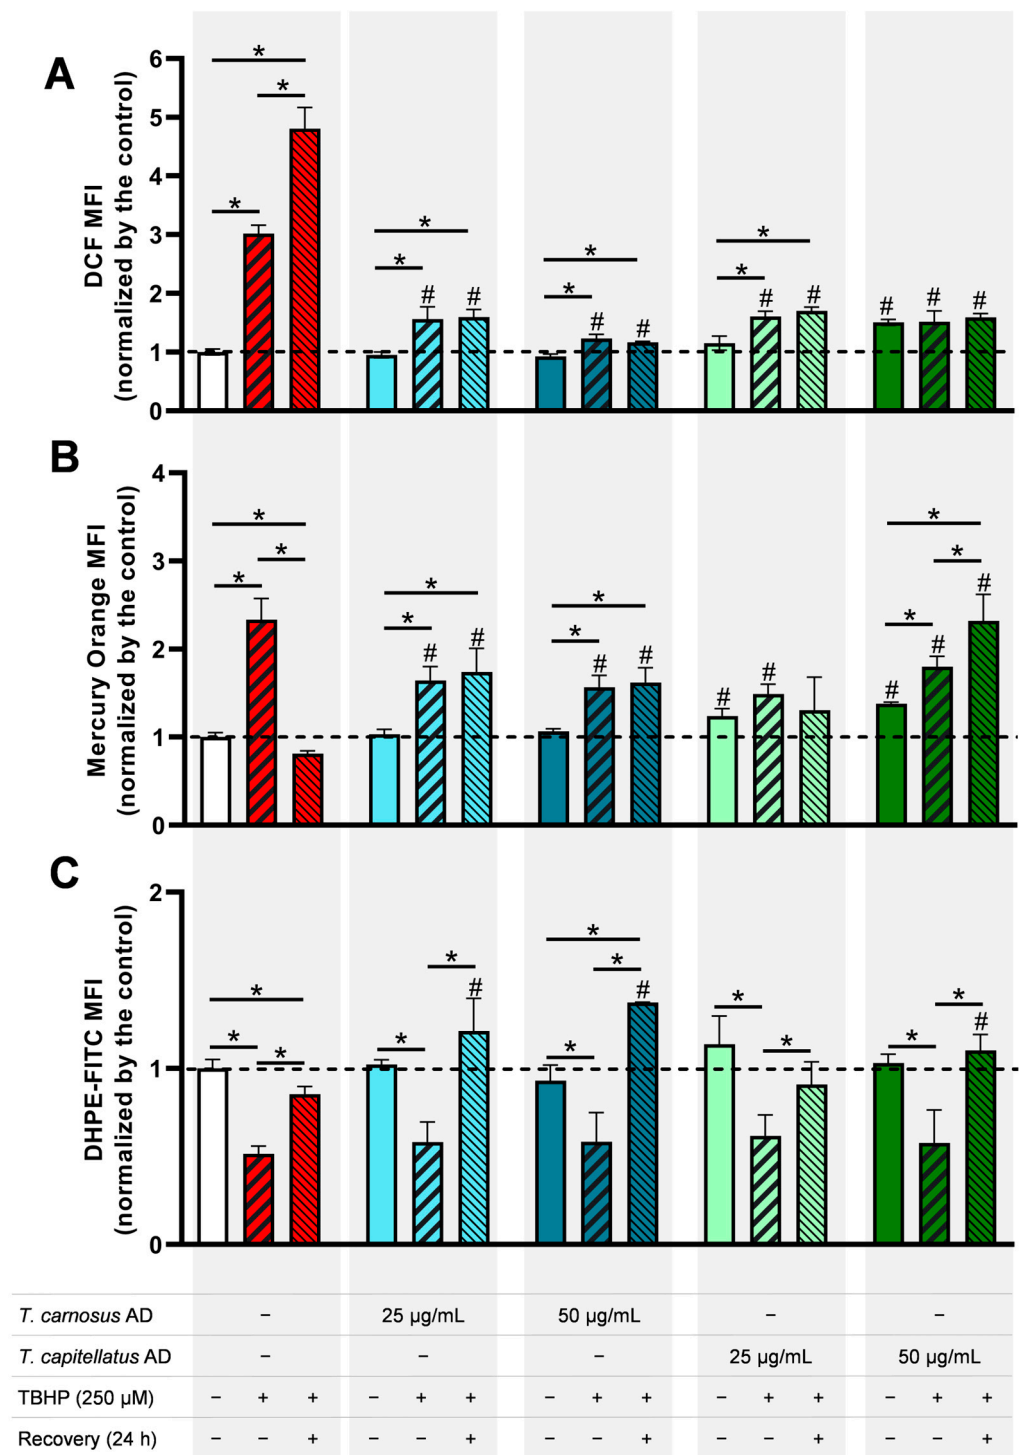 A
DCF MFI
(normalized by the control)
6
5
4
3
2
1
0
* * *
* * # #
* * # #
* * # #
# # #
B
Mercury Orange MFI
(normalized by the control)
4
3
2
1
0
* * *
* * # #
* * # #
# #
* * * # # #
C
DHPE-FITC MFI
(normalized by the control)
2
1
0
* * *
* * #
* * * #
* *
* * #
T. carnosus AD – 25 µg/mL 50 µg/mL – –
T. capitellatus AD – – – 25 µg/mL 50 µg/mL
TBHP (250 µM) – + + – + + – + + – + + – + +
Recovery (24 h) – – + – – + – – + – – + – – +